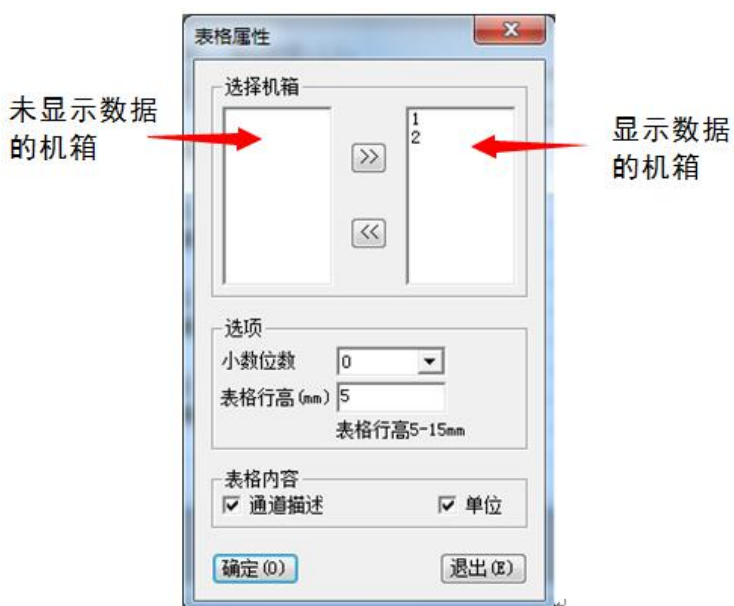 表格属性
选择机箱
未显示数据
的机箱
1
2
>>
<<
显示数据
的机箱
选项
小数位数 0
表格行高(mm) 5
表格行高5-15mm
表格内容
通道描述 单位
确定(O) 退出(E)